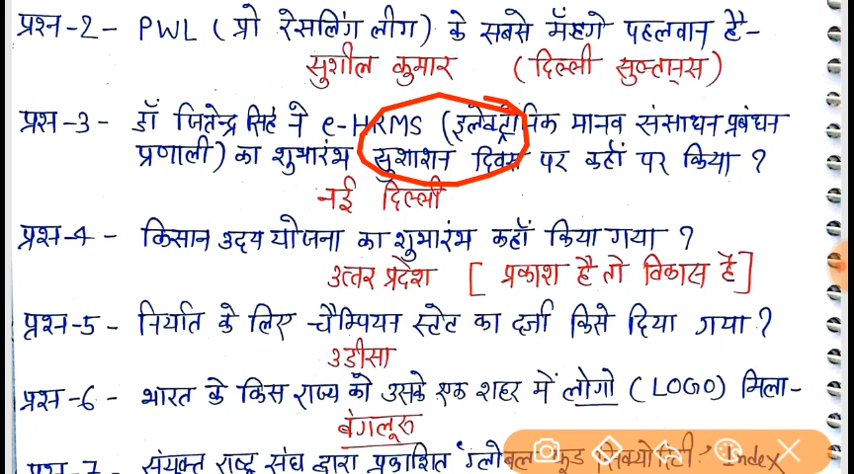 प्रश्न-2- PWL (प्रो रेसलिंग लीग) के सबसे मँहगे पहलवान है-
सुशील कुमार (दिल्ली सुल्तान्स)
प्रश्न-3- डॉ जितेन्द्र सिंह ने e-HRMS (इलेक्ट्रोनिक मानव संसाधन प्रबंधन
प्रणाली) का शुभारंभ सुशाशन दिवस पर कहाँ पर किया ?
नई दिल्ली
प्रश्न-4- किसान उदय योजना का शुभारंभ कहाँ किया गया ?
उत्तर प्रदेश [ प्रकाश है तो विकास है ]
प्रश्न-5- निर्यात के लिए चैम्पियन स्टेट का दर्जा किसे दिया गया ?
उडीसा
प्रश्न-6- भारत के किस राज्य को उसके एक शहर में लोगो (LOGO) मिला-
बंगलूरू
प्रश्न-7- संयुक्त राष्ट्र संघ द्वारा प्रकाशित 'ग्लोबल फूड Index